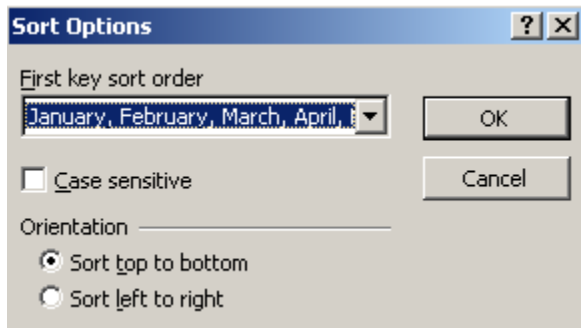 Sort Options
First key sort order
January, February, March, April,
OK
Case sensitive
Cancel
Orientation
Sort top to bottom
Sort left to right